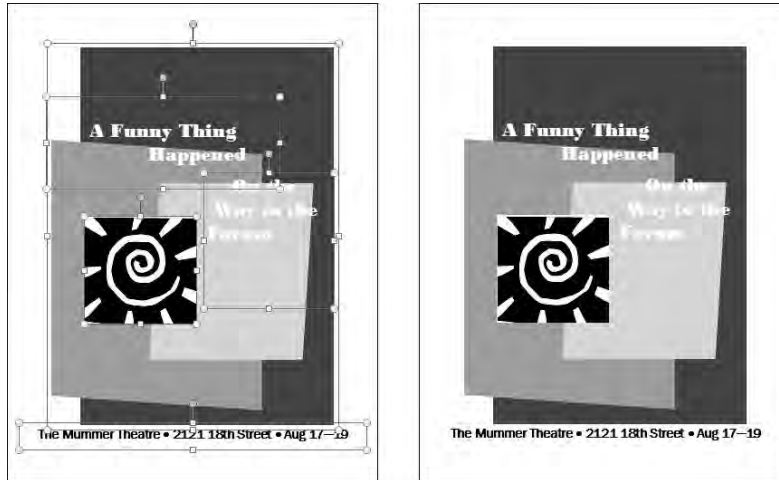 A Funny Thing
Happened
On the
Way to the
Forum
The Mummer Theatre • 2121 18th Street • Aug 17—19
A Funny Thing
Happened
On the
Way to the
Forum
The Mummer Theatre • 2121 18th Street • Aug 17—19